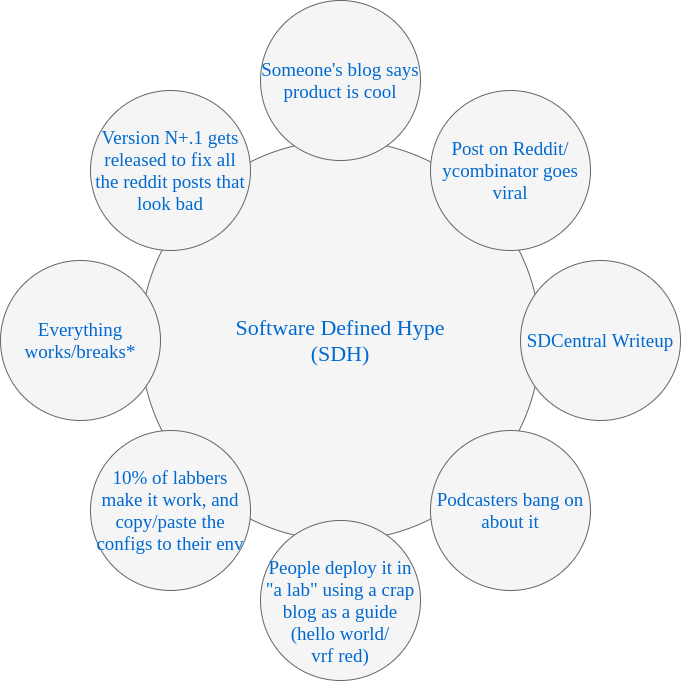 Someone's blog says
product is cool
Post on Reddit/
ycombinator goes
viral
SDCentral Writeup
Podcasters bang on
about it
People deploy it in
"a lab" using a crap
blog as a guide
(hello world/
vrf red)
10% of labbers
make it work, and
copy/paste the
configs to their env
Everything
works/breaks*
Version N+.1 gets
released to fix all
the reddit posts that
look bad
Software Defined Hype
(SDH)